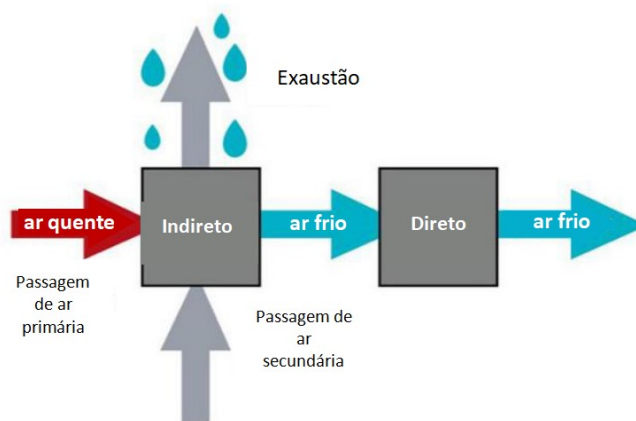 Exaustão
ar quente
Indireto
ar frio
Direto
ar frio
Passagem
de ar
primária
Passagem de
ar
secundária